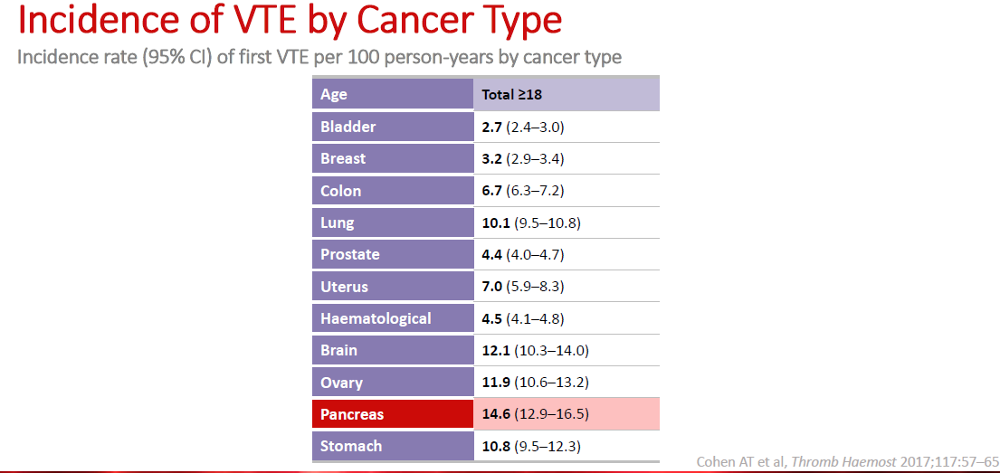 Incidence of VTE by Cancer Type
Incidence rate (95% CI) of first VTE per 100 person-years by cancer type
Age Total ≥18
Bladder 2.7 (2.4–3.0)
Breast 3.2 (2.9–3.4)
Colon 6.7 (6.3–7.2)
Lung 10.1 (9.5–10.8)
Prostate 4.4 (4.0–4.7)
Uterus 7.0 (5.9–8.3)
Haematological 4.5 (4.1–4.8)
Brain 12.1 (10.3–14.0)
Ovary 11.9 (10.6–13.2)
Pancreas 14.6 (12.9–16.5)
Stomach 10.8 (9.5–12.3)
Cohen AT et al, Thromb Haemost 2017;117:57–65